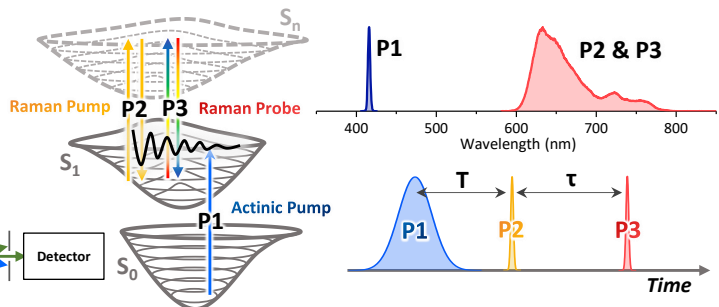 Sn
Raman Pump
P2
P3
Raman Probe
S1
Actinic Pump
P1
Detector
S0
P1
P2 & P3
400
500
600
700
800
Wavelength (nm)
T
τ
P1
P2
P3
Time